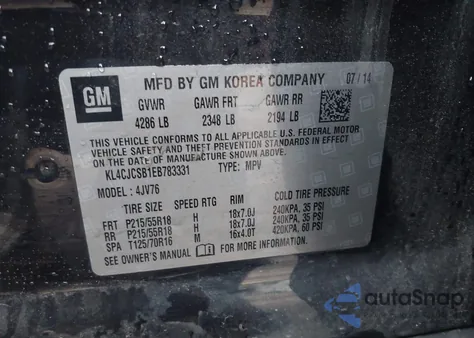 GM
MFD BY GM KOREA COMPANY 07/14
GVWR GAWR FRT GAWR RR
4286 LB 2348 LB 2194 LB
THIS VEHICLE CONFORMS TO ALL APPLICABLE U.S. FEDERAL MOTOR
VEHICLE SAFETY, BUMPER, AND THEFT PREVENTION STANDARDS IN
EFFECT ON THE DATE OF MANUFACTURE SHOWN ABOVE.
KL4CJCSB1EB783331 TYPE: MPV
MODEL: 4JV76
TIRE SIZE SPEED RTG RIM COLD TIRE PRESSURE
FRT P215/55R18 H 18x7.0J 240KPA, 35 PSI
RR P215/55R18 H 18x7.0J 240KPA, 35 PSI
SPA T125/70R16 M 16x4.0T 420KPA, 60 PSI
SEE OWNER'S MANUAL FOR MORE INFORMATION.
autoSnap